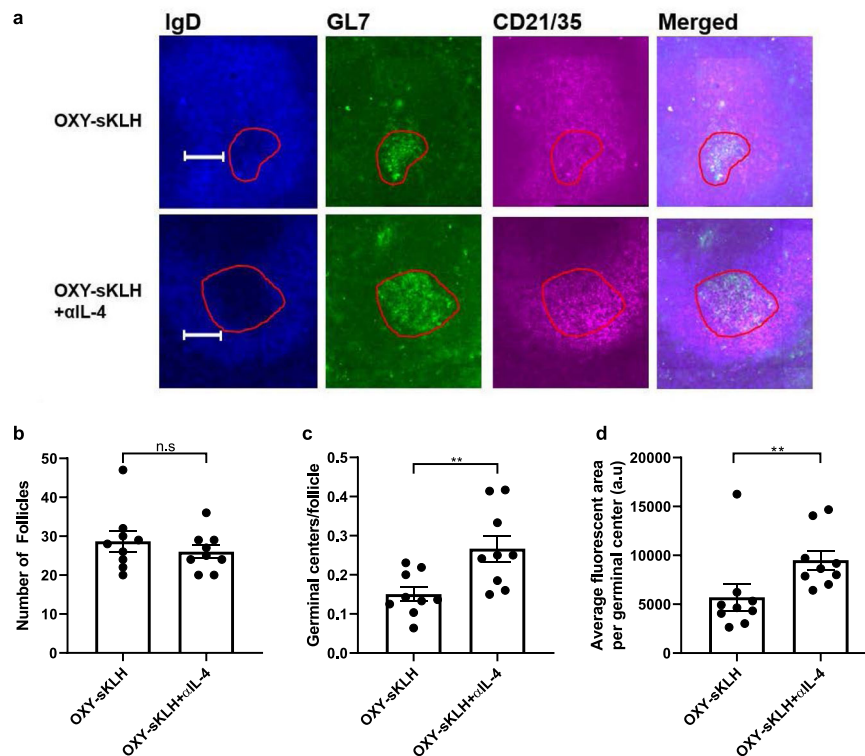 a
IgD GL7 CD21/35 Merged
OXY-sKLH
OXY-sKLH
+αIL-4
b
n.s
Number of Follicles
50
40
30
20
10
0
OXY-sKLH
OXY-sKLH+αIL-4
c
**
Germinal centers/follicle
0.5
0.4
0.3
0.2
0.1
0.0
OXY-sKLH
OXY-sKLH+αIL-4
d
**
Average fluorescent area
per germinal center (a.u)
20000
15000
10000
5000
0
OXY-sKLH
OXY-sKLH+αIL-4